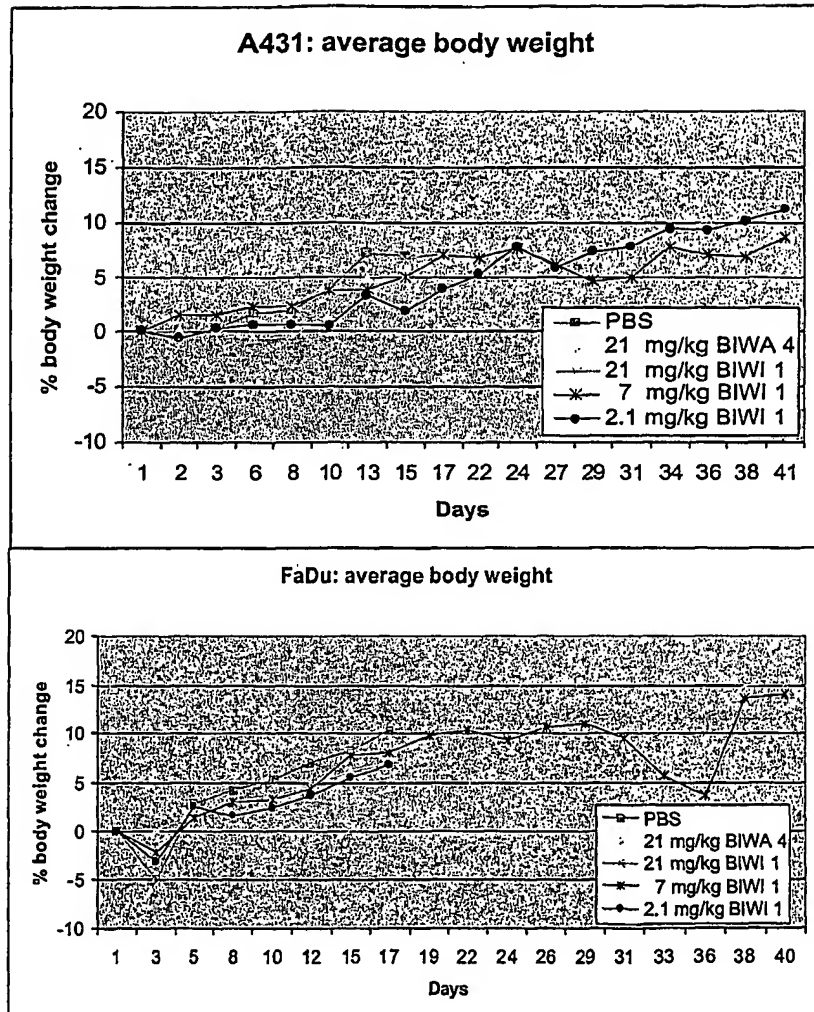 A431: average body weight
% body weight change
20
15
10
5
0
-5
-10
PBS
21 mg/kg BIWA 4
21 mg/kg BIWI 1
7 mg/kg BIWI 1
2.1 mg/kg BIWI 1
1 2 3 6 8 10 13 15 17 22 24 27 29 31 34 36 38 41
Days
FaDu: average body weight
% body weight change
20
15
10
5
0
-5
-10
PBS
21 mg/kg BIWA 4
21 mg/kg BIWI 1
7 mg/kg BIWI 1
2.1 mg/kg BIWI 1
1 3 5 8 10 12 15 17 19 22 24 26 29 31 33 36 38 40
Days